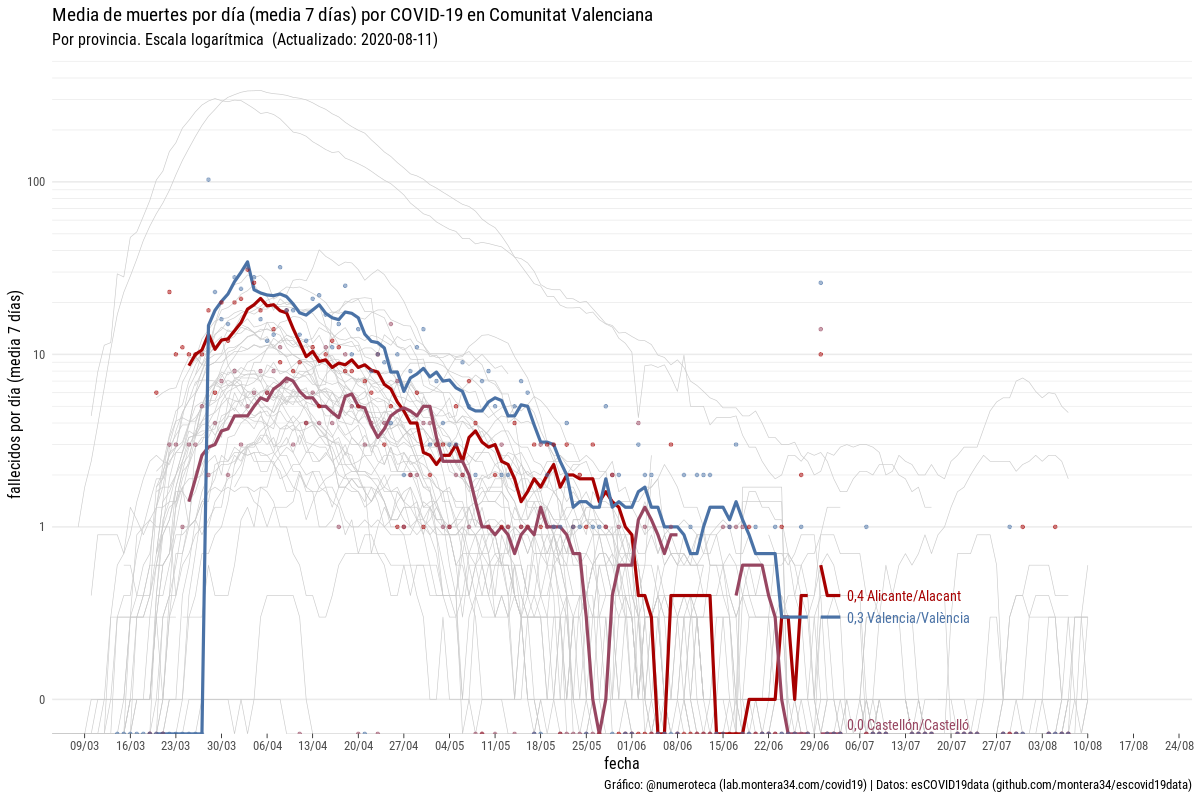 Media de muertes por día (media 7 días) por COVID-19 en Comunitat Valenciana
Por provincia. Escala logarítmica  (Actualizado: 2020-08-11)
fallecidos por día (media  7 días)
100
10
1
0
0,4 Alicante/Alacant
0,3 Valencia/València
0,0 Castellón/Castelló
09/03 16/03 23/03 30/03 06/04 13/04 20/04 27/04 04/05 11/05 18/05 25/05 01/06 08/06 15/06 22/06 29/06 06/07 13/07 20/07 27/07 03/08 10/08 17/08 24/08
fecha
Gráfico: @numeroteca (lab.montera34.com/covid19) | Datos: esCOVID19data (github.com/montera34/escovid19data)